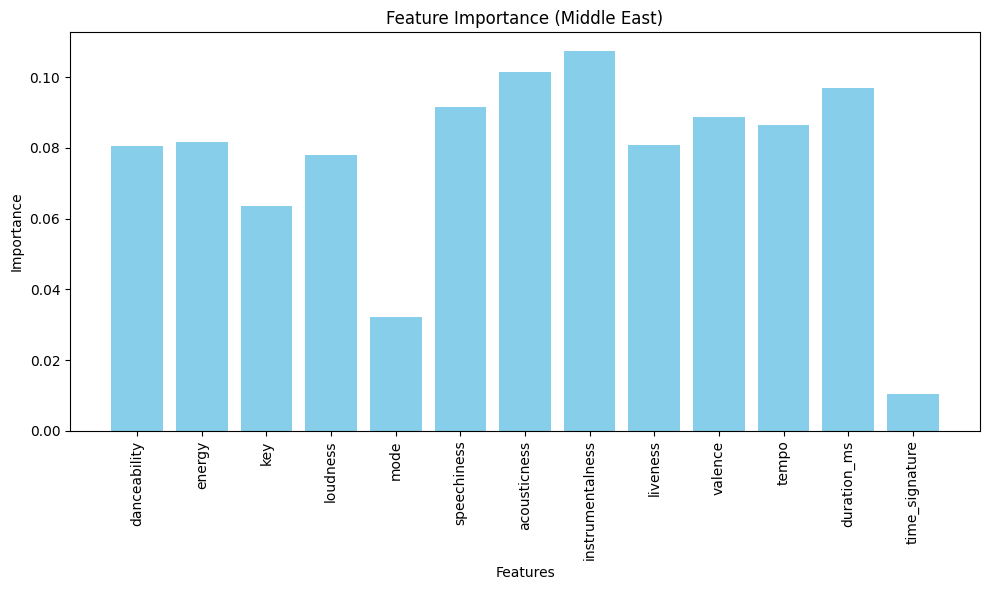 Feature Importance (Middle East)
Importance
0.10
0.08
0.06
0.04
0.02
0.00
danceability
energy
key
loudness
mode
speechiness
acousticness
instrumentalness
liveness
valence
tempo
duration_ms
time_signature
Features